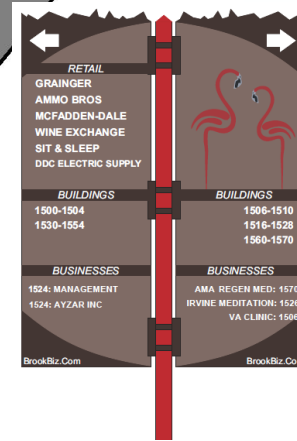 RETAIL
GRAINGER
AMMO BROS
MCFADDEN-DALE
WINE EXCHANGE
SIT & SLEEP
DDC ELECTRIC SUPPLY
BUILDINGS
1500-1504
1530-1554
BUSINESSES
1524: MANAGEMENT
1524: AYZAR INC
BrookBiz.Com
BUILDINGS
1506-1510
1516-1528
1560-1570
BUSINESSES
AMA REGEN MED: 1570
IRVINE MEDITATION: 1526
VA CLINIC: 1506
BrookBiz.Co